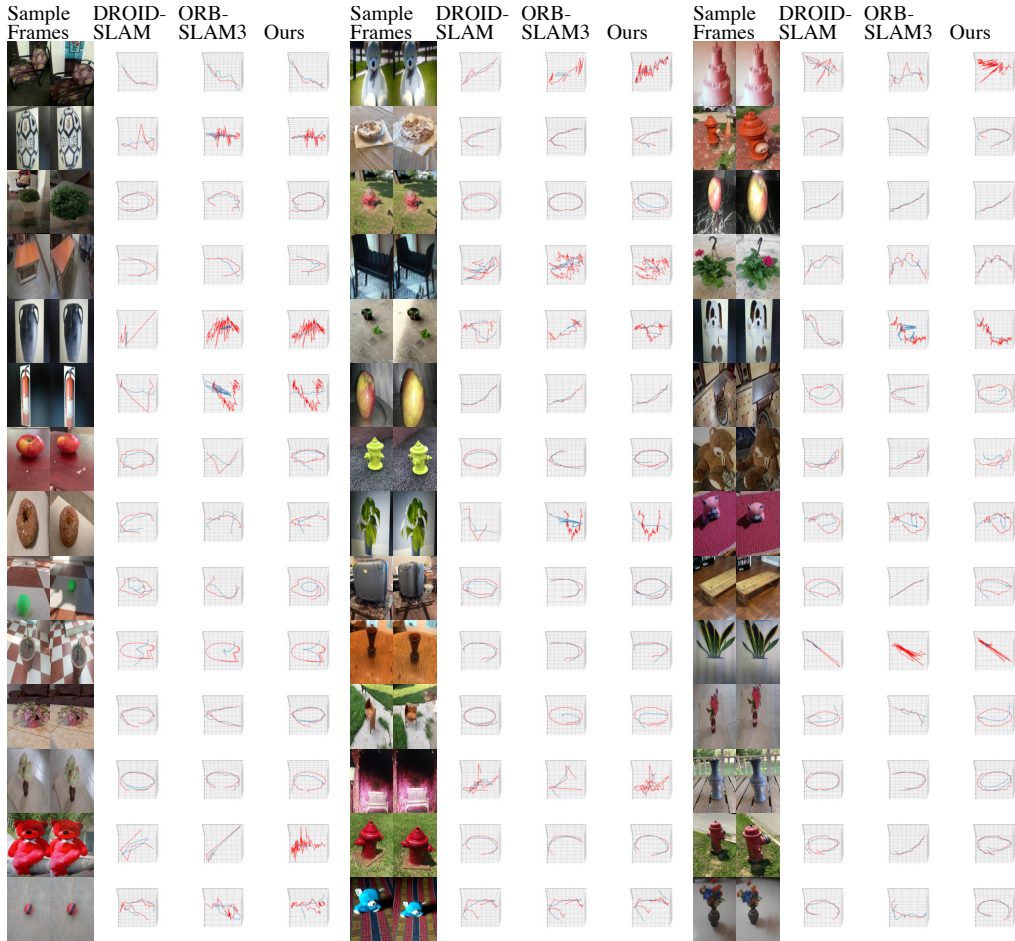 Sample DROID- ORB- Sample DROID- ORB- Sample DROID- ORB-
Frames SLAM SLAM3 Ours Frames SLAM SLAM3 Ours Frames SLAM SLAM3 Ours